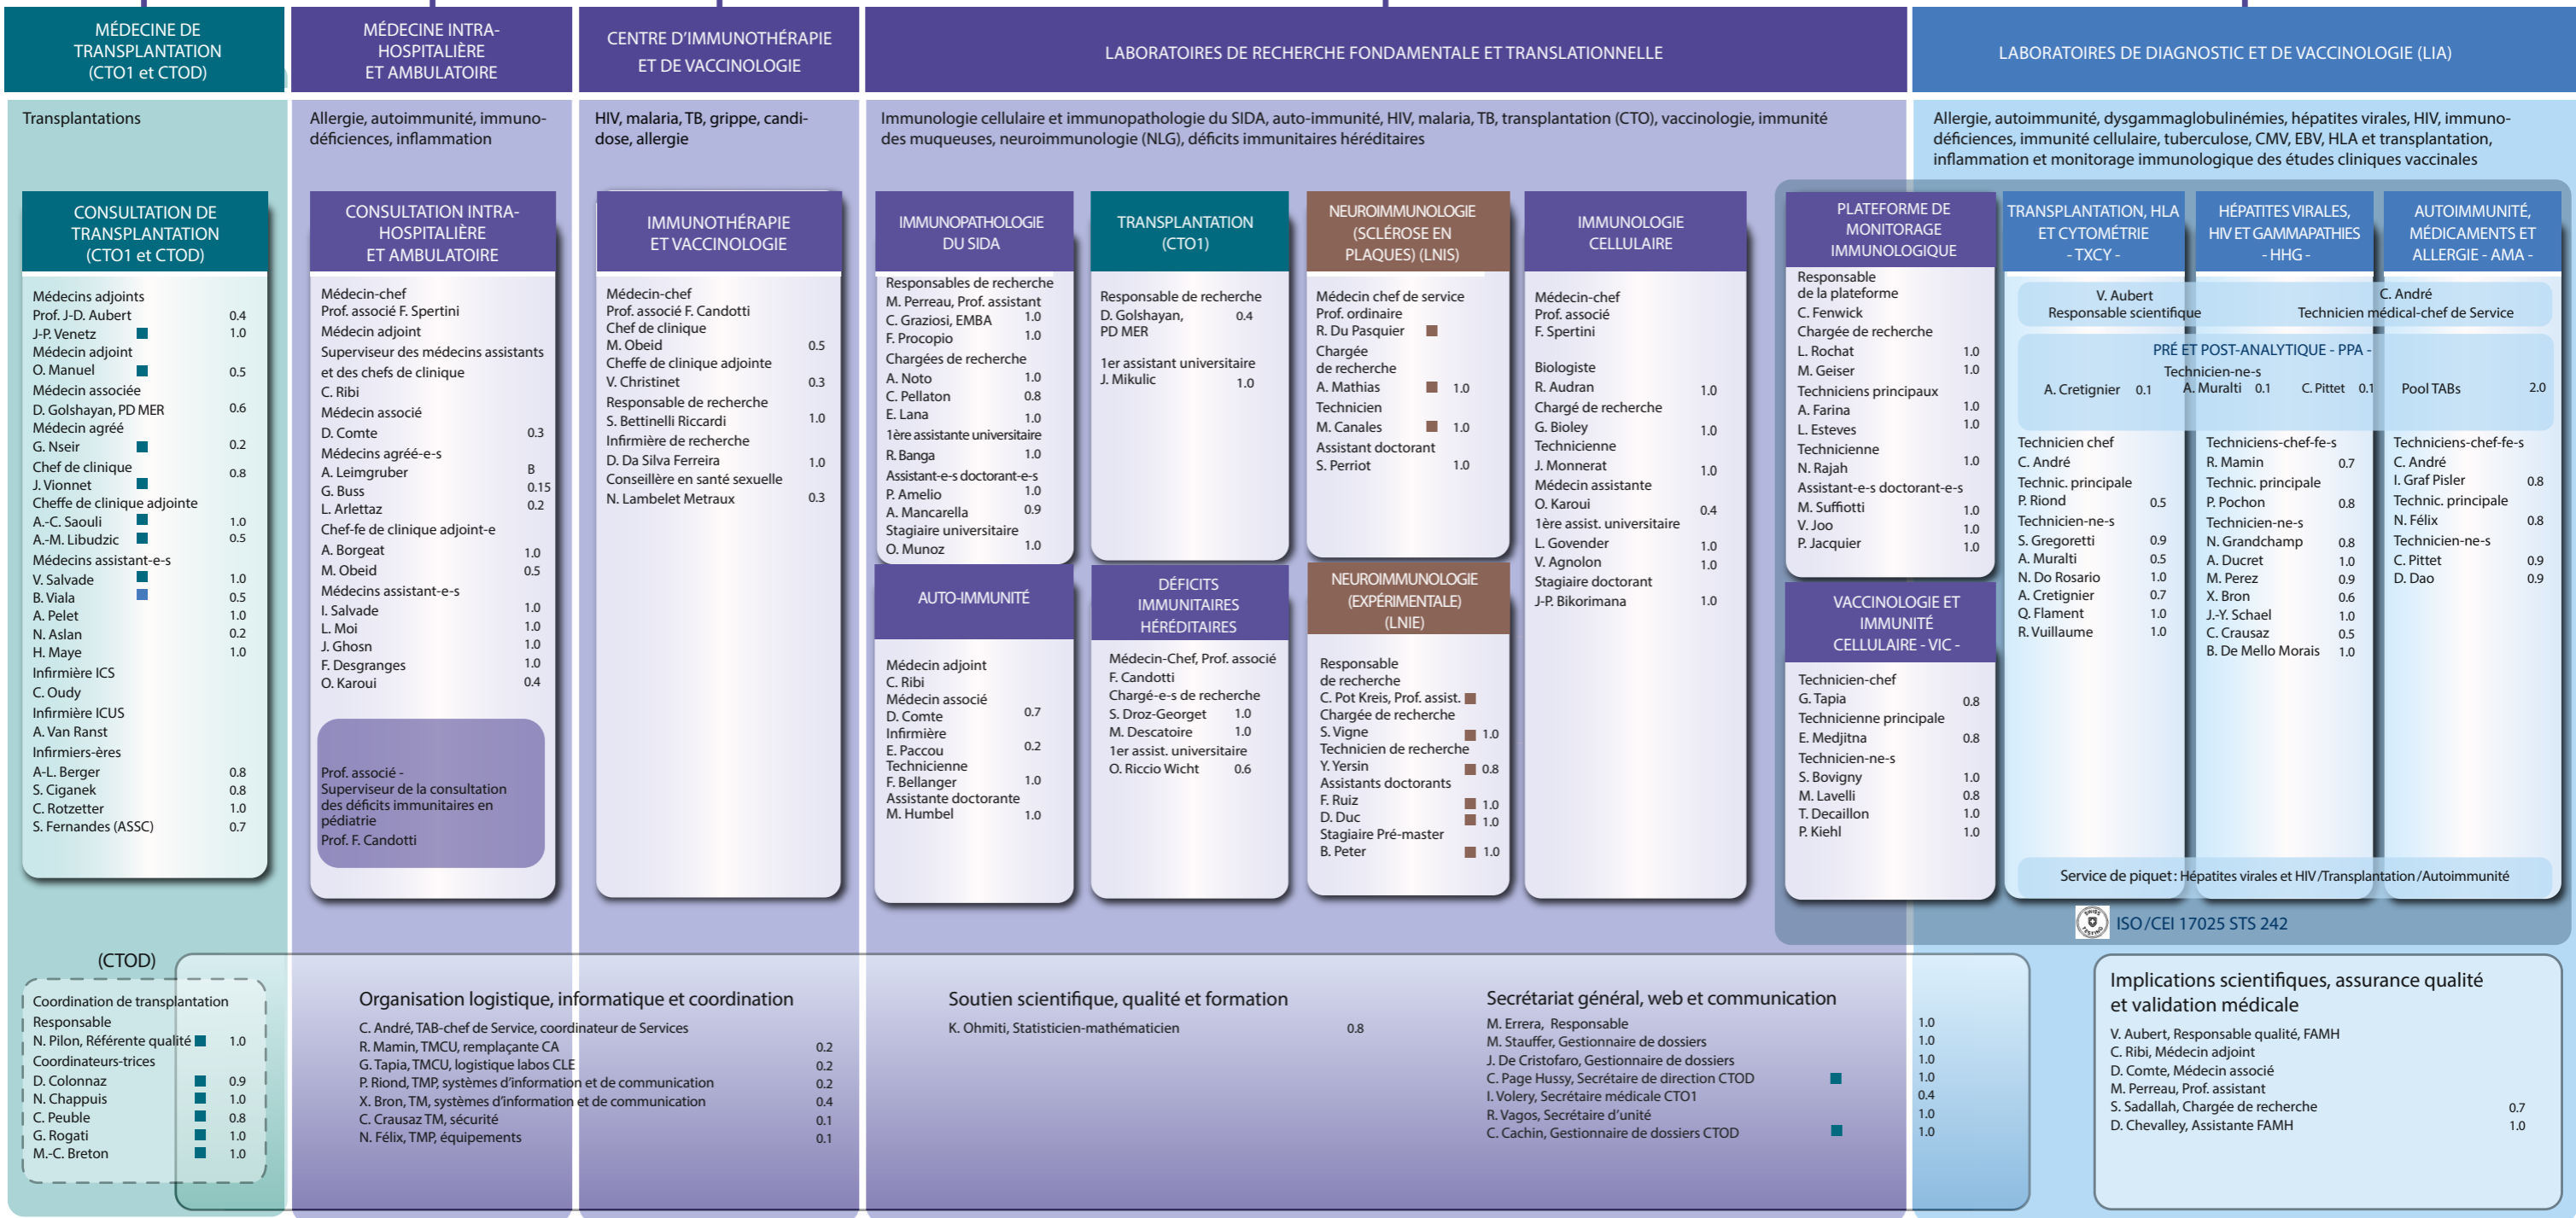 MÉDECINE DE
TRANSPLANTATION
(CTO1 et CTOD)
MÉDECINE INTRA-
HOSPITALIÈRE
ET AMBULATOIRE
CENTRE D'IMMUNOTHÉRAPIE
ET DE VACCINOLOGIE
LABORATOIRES DE RECHERCHE FONDAMENTALE ET TRANSLATIONNELLE
LABORATOIRES DE DIAGNOSTIC ET DE VACCINOLOGIE (LIA)
Transplantations
Allergie, autoimmunité, immuno-
déficiences, inflammation
HIV, malaria, TB, grippe, candi-
dose, allergie
Immunologie cellulaire et immunopathologie du SIDA, auto-immunité, HIV, malaria, TB, transplantation (CTO), vaccinologie, immunité
des muqueuses, neuroimmunologie (NLG), déficits immunitaires héréditaires
Allergie, autoimmunité, dysgammaglobulinémies, hépatites virales, HIV, immuno-
déficiences, immunité cellulaire, tuberculose, CMV, EBV, HLA et transplantation,
inflammation et monitorage immunologique des études cliniques vaccinales
CONSULTATION DE
TRANSPLANTATION
(CTO1 et CTOD)
Médecins adjoints
Prof. J-D. Aubert 0.4
J-P. Venetz 1.0
Médecin adjoint
O. Manuel 0.5
Médecin associée
D. Golshayan, PD MER 0.6
Médecin agréé
G. Nseir 0.2
Chef de clinique
J. Vionnet 0.8
Cheffe de clinique adjointe
A.-C. Saouli 1.0
A.-M. Libudzic 0.5
Médecins assistant-e-s
V. Salvade 1.0
B. Viala 0.5
A. Pelet 1.0
N. Aslan 0.2
H. Maye 1.0
Infirmière ICS
C. Oudy
Infirmière ICUS
A. Van Ranst
Infirmiers-ères
A-L. Berger 0.8
S. Ciganek 0.8
C. Rotzetter 1.0
S. Fernandes (ASSC) 0.7
CONSULTATION INTRA-
HOSPITALIÈRE
ET AMBULATOIRE
Médecin-chef
Prof. associé F. Spertini
Médecin adjoint
Superviseur des médecins assistants
et des chefs de clinique
C. Ribi
Médecin associé
D. Comte 0.3
Médecins agréé-e-s
A. Leimgruber B
G. Buss 0.15
L. Arlettaz 0.2
Chef-fe de clinique adjoint-e
A. Borgeat 1.0
M. Obeid 0.5
Médecins assistant-e-s
I. Salvade 1.0
L. Moi 1.0
J. Ghosn 1.0
F. Desgranges 1.0
O. Karoui 0.4
Prof. associé -
Superviseur de la consultation
des déficits immunitaires en
pédiatrie
Prof. F. Candotti
IMMUNOTHÉRAPIE
ET VACCINOLOGIE
Médecin-chef
Prof. associé F. Candotti
Chef de clinique
M. Obeid 0.5
Cheffe de clinique adjointe
V. Christinet 0.3
Responsable de recherche
S. Bettinelli Riccardi 1.0
Infirmière de recherche
D. Da Silva Ferreira 1.0
Conseillère en santé sexuelle
N. Lambelet Metraux 0.3
IMMUNOPATHOLOGIE
DU SIDA
Responsables de recherche
M. Perreau, Prof. assistant
C. Graziosi, EMBA 1.0
F. Procopio 1.0
Chargées de recherche
A. Noto 1.0
C. Pellaton 0.8
E. Lana 1.0
1ère assistante universitaire
R. Banga 1.0
Assistant-e-s doctorant-e-s
P. Amelio 1.0
A. Mancarella 0.9
Stagiaire universitaire
O. Munoz 1.0
AUTO-IMMUNITÉ
Médecin adjoint
C. Ribi
Médecin associé
D. Comte 0.7
Infirmière
E. Paccou 0.2
Technicienne
F. Bellanger 1.0
Assistante doctorante
M. Humbel 1.0
TRANSPLANTATION
(CTO1)
Responsable de recherche
D. Golshayan, 0.4
PD MER
1er assistant universitaire
J. Mikulic 1.0
DÉFICITS
IMMUNITAIRES
HÉRÉDITAIRES
Médecin-Chef, Prof. associé
F. Candotti
Chargé-e-s de recherche
S. Droz-Georget 1.0
M. Descatoire 1.0
1er assist. universitaire
O. Riccio Wicht 0.6
NEUROIMMUNOLOGIE
(SCLÉROSE EN
PLAQUES) (LNIS)
Médecin chef de service
Prof. ordinaire
R. Du Pasquier
Chargée
de recherche
A. Mathias 1.0
Technicien
M. Canales 1.0
Assistant doctorant
S. Perriot 1.0
NEUROIMMUNOLOGIE
(EXPÉRIMENTALE)
(LNIE)
Responsable
de recherche
C. Pot Kreis, Prof. assist.
Chargée de recherche
S. Vigne 1.0
Technicien de recherche
Y. Yersin 0.8
Assistants doctorants
F. Ruiz 1.0
D. Duc 1.0
Stagiaire Pré-master
B. Peter 1.0
IMMUNOLOGIE
CELLULAIRE
Médecin-chef
Prof. associé
F. Spertini
Biologiste
R. Audran 1.0
Chargé de recherche
G. Bioley 1.0
Technicienne
J. Monnerat 1.0
Médecin assistante
O. Karoui 0.4
1ère assist. universitaire
L. Govender 1.0
V. Agnolon 1.0
Stagiaire doctorant
J-P. Bikorimana 1.0
PLATEFORME DE
MONITORAGE
IMMUNOLOGIQUE
Responsable
de la plateforme
C. Fenwick
Chargée de recherche
L. Rochat 1.0
M. Geiser 1.0
Techniciens principaux
A. Farina 1.0
L. Esteves 1.0
Technicienne
N. Rajah 1.0
Assistant-e-s doctorant-e-s
M. Suffiotti 1.0
V. Joo 1.0
P. Jacquier 1.0
VACCINOLOGIE ET
IMMUNITÉ
CELLULAIRE - VIC -
Technicien-chef
G. Tapia 0.8
Technicienne principale
E. Medjitna 0.8
Technicien-ne-s
S. Bovigny 1.0
M. Lavelli 0.8
T. Decaillon 1.0
P. Kiehl 1.0
TRANSPLANTATION, HLA
ET CYTOMÉTRIE
- TXCY -
HÉPATITES VIRALES,
HIV ET GAMMAPATHIES
- HHG -
AUTOIMMUNITÉ,
MÉDICAMENTS ET
ALLERGIE - AMA -
V. Aubert
Responsable scientifique
C. André
Technicien médical-chef de Service
PRÉ ET POST-ANALYTIQUE - PPA -
Technicien-ne-s
A. Cretignier 0.1 A. Muralti 0.1 C. Pittet 0.1 Pool TABs 2.0
Technicien chef
C. André
Technic. principale
P. Riond 0.5
Technicien-ne-s
S. Gregoretti 0.9
A. Muralti 0.5
N. Do Rosario 1.0
A. Cretignier 0.7
Q. Flament 1.0
R. Vuillaume 1.0
Techniciens-chef-fe-s
R. Mamin 0.7
Technic. principale
P. Pochon 0.8
Technicien-ne-s
N. Grandchamp 0.8
A. Ducret 1.0
M. Perez 0.9
X. Bron 0.6
J.-Y. Schael 1.0
C. Crausaz 0.5
B. De Mello Morais 1.0
Techniciens-chef-fe-s
C. André
I. Graf Pisler 0.8
Technic. principale
N. Félix 0.8
Technicien-ne-s
C. Pittet 0.9
D. Dao 0.9
Service de piquet : Hépatites virales et HIV/Transplantation/Autoimmunité
ISO/CEI 17025 STS 242
(CTOD)
Coordination de transplantation
Responsable
N. Pilon, Référente qualité 1.0
Coordinateurs-trices
D. Colonnaz 0.9
N. Chappuis 1.0
C. Peuble 0.8
G. Rogati 1.0
M.-C. Breton 1.0
Organisation logistique, informatique et coordination
C. André, TAB-chef de Service, coordinateur de Services
R. Mamin, TMCU, remplaçante CA 0.2
G. Tapia, TMCU, logistique labos CLE 0.2
P. Riond, TMP, systèmes d'information et de communication 0.2
X. Bron, TM, systèmes d'information et de communication 0.4
C. Crausaz TM, sécurité 0.1
N. Félix, TMP, équipements 0.1
Soutien scientifique, qualité et formation
K. Ohmiti, Statisticien-mathématicien 0.8
Secrétariat général, web et communication
M. Errera, Responsable 1.0
M. Stauffer, Gestionnaire de dossiers 1.0
J. De Cristofaro, Gestionnaire de dossiers 1.0
C. Page Hussy, Secrétaire de direction CTOD 1.0
I. Volery, Secrétaire médicale CTO1 0.4
R. Vagos, Secrétaire d'unité 1.0
C. Cachin, Gestionnaire de dossiers CTOD 1.0
Implications scientifiques, assurance qualité
et validation médicale
V. Aubert, Responsable qualité, FAMH
C. Ribi, Médecin adjoint
D. Comte, Médecin associé
M. Perreau, Prof. assistant
S. Sadallah, Chargée de recherche 0.7
D. Chevalley, Assistante FAMH 1.0